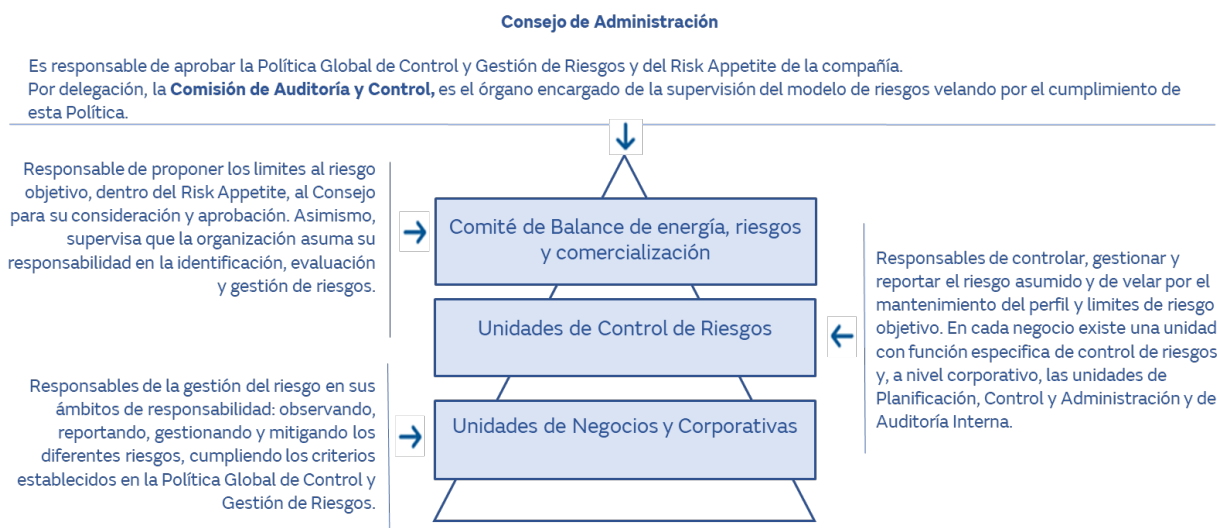 Consejo de Administración
Es responsable de aprobar la Política Global de Control y Gestión de Riesgos y del Risk Appetite de la compañía.
Por delegación, la Comisión de Auditoría y Control, es el órgano encargado de la supervisión del modelo de riesgos velando por el cumplimiento de
esta Política.
Responsable de proponer los limites al riesgo
objetivo, dentro del Risk Appetite, al Consejo
para su consideración y aprobación. Asimismo,
supervisa que la organización asuma su
responsabilidad en la identificación, evaluación
y gestión de riesgos.
Comité de Balance de energía, riesgos
y comercialización
Unidades de Control de Riesgos
Responsables de controlar, gestionar y
reportar el riesgo asumido y de velar por el
mantenimiento del perfil y limites de riesgo
objetivo. En cada negocio existe una unidad
con función especifica de control de riesgos
y, a nivel corporativo, las unidades de
Planificación, Control y Administración y de
Auditoría Interna.
Responsables de la gestión del riesgo en sus
ámbitos de responsabilidad: observando,
reportando, gestionando y mitigando los
diferentes riesgos, cumpliendo los criterios
establecidos en la Política Global de Control y
Gestión de Riesgos.
Unidades de Negocios y Corporativas